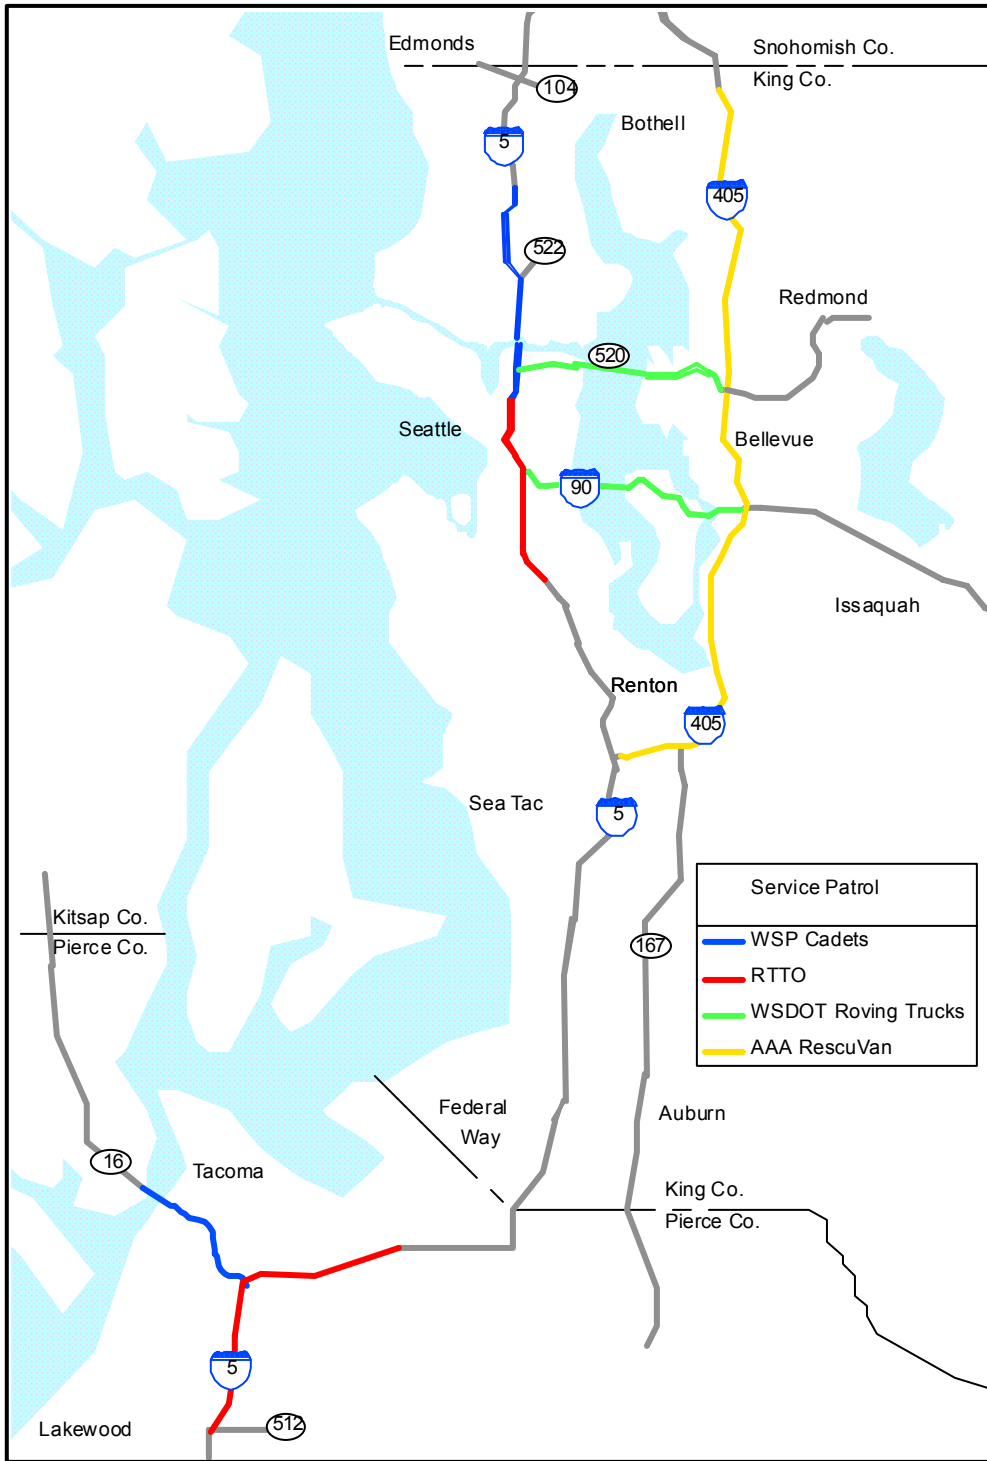 Edmonds
Snohomish Co.
King Co.
104
Bothell
5
405
522
Redmond
520
Seattle
Bellevue
90
Issaquah
Renton
405
Sea Tac
5
Service Patrol
Kitsap Co.
Pierce Co.
167
WSP Cadets
RTTO
WSDOT Roving Trucks
AAA RescuVan
Federal
Way
Auburn
16
Tacoma
King Co.
Pierce Co.
5
Lakewood
512